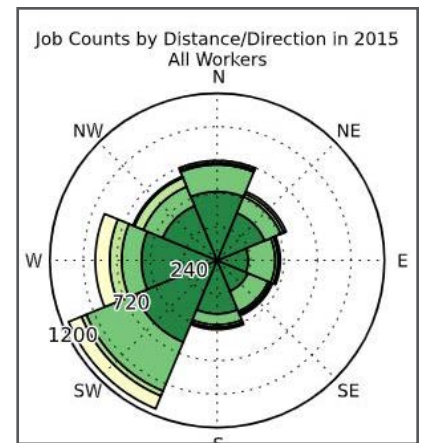 Job Counts by Distance/Direction in 2015
All Workers
N
NW
NE
W
E
240
720
1200
SW
SE
S